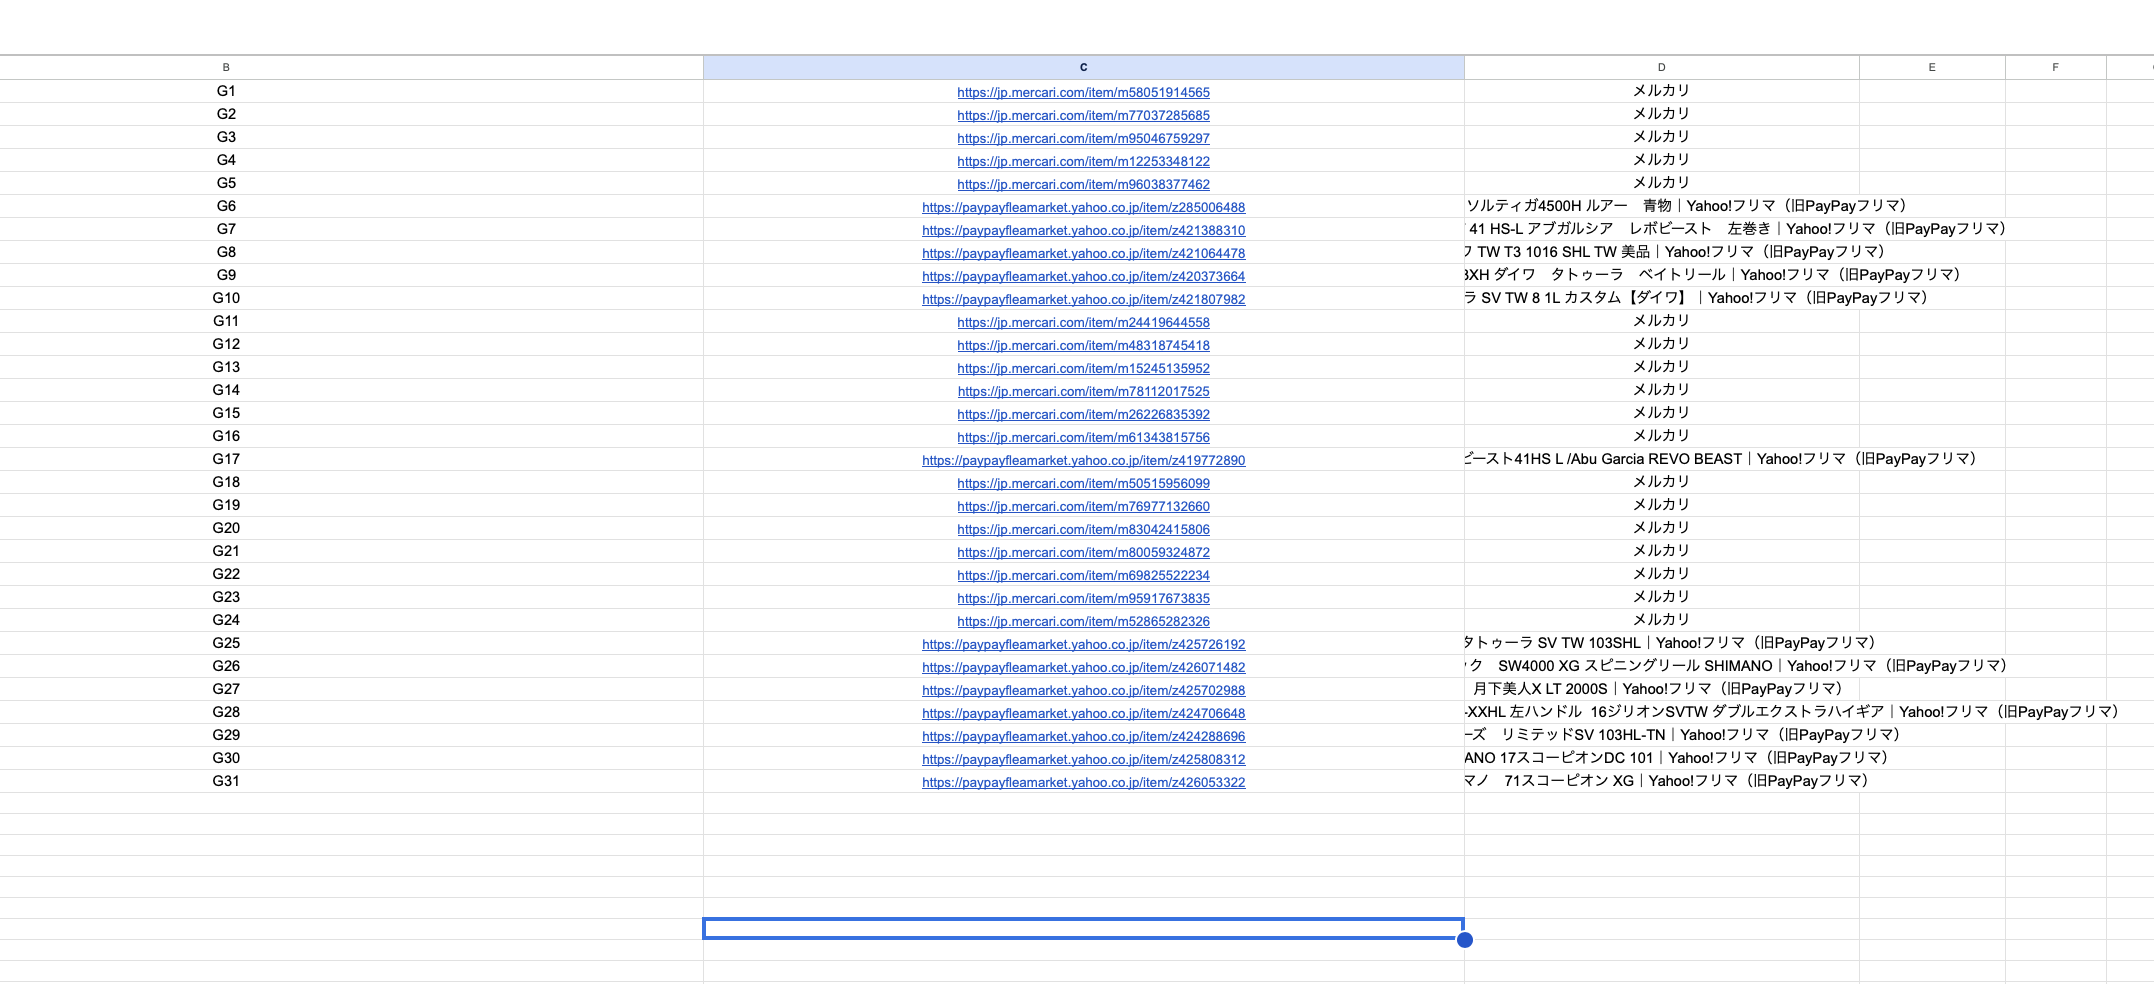 B C D E F
G1 https://jp.mercari.com/item/m58051914565 メルカリ
G2 https://jp.mercari.com/item/m77037285685 メルカリ
G3 https://jp.mercari.com/item/m95046759297 メルカリ
G4 https://jp.mercari.com/item/m12253348122 メルカリ
G5 https://jp.mercari.com/item/m96038377462 メルカリ
G6 https://paypayfleamarket.yahoo.co.jp/item/z285006488 ソルティガ4500H ルアー　青物｜Yahoo!フリマ（旧PayPayフリマ）
G7 https://paypayfleamarket.yahoo.co.jp/item/z421388310 41 HS-L アブガルシア　レボビースト　左巻き｜Yahoo!フリマ（旧PayPayフリマ）
G8 https://paypayfleamarket.yahoo.co.jp/item/z421064478 TW T3 1016 SHL TW 美品｜Yahoo!フリマ（旧PayPayフリマ）
G9 https://paypayfleamarket.yahoo.co.jp/item/z420373664 XH ダイワ　タトゥーラ　ベイトリール｜Yahoo!フリマ（旧PayPayフリマ）
G10 https://paypayfleamarket.yahoo.co.jp/item/z421807982 ラ SV TW 8 1L カスタム【ダイワ】｜Yahoo!フリマ（旧PayPayフリマ）
G11 https://jp.mercari.com/item/m24419644558 メルカリ
G12 https://jp.mercari.com/item/m48318745418 メルカリ
G13 https://jp.mercari.com/item/m15245135952 メルカリ
G14 https://jp.mercari.com/item/m78112017525 メルカリ
G15 https://jp.mercari.com/item/m26226835392 メルカリ
G16 https://jp.mercari.com/item/m61343815756 メルカリ
G17 https://paypayfleamarket.yahoo.co.jp/item/z419772890 ビースト41HS L /Abu Garcia REVO BEAST｜Yahoo!フリマ（旧PayPayフリマ）
G18 https://jp.mercari.com/item/m50515956099 メルカリ
G19 https://jp.mercari.com/item/m76977132660 メルカリ
G20 https://jp.mercari.com/item/m83042415806 メルカリ
G21 https://jp.mercari.com/item/m80059324872 メルカリ
G22 https://jp.mercari.com/item/m69825522234 メルカリ
G23 https://jp.mercari.com/item/m95917673835 メルカリ
G24 https://jp.mercari.com/item/m52865282326 メルカリ
G25 https://paypayfleamarket.yahoo.co.jp/item/z425726192 タトゥーラ SV TW 103SHL｜Yahoo!フリマ（旧PayPayフリマ）
G26 https://paypayfleamarket.yahoo.co.jp/item/z426071482 ク　SW4000 XG スピニングリール SHIMANO｜Yahoo!フリマ（旧PayPayフリマ）
G27 https://paypayfleamarket.yahoo.co.jp/item/z425702988 月下美人X LT 2000S｜Yahoo!フリマ（旧PayPayフリマ）
G28 https://paypayfleamarket.yahoo.co.jp/item/z424706648 -XXHL 左ハンドル 16ジリオンSVTW ダブルエクストラハイギア｜Yahoo!フリマ（旧PayPayフリマ）
G29 https://paypayfleamarket.yahoo.co.jp/item/z424288696 ーズ　リミテッドSV 103HL-TN｜Yahoo!フリマ（旧PayPayフリマ）
G30 https://paypayfleamarket.yahoo.co.jp/item/z425808312 ANO 17スコーピオンDC 101｜Yahoo!フリマ（旧PayPayフリマ）
G31 https://paypayfleamarket.yahoo.co.jp/item/z426053322 マノ　71スコーピオン XG｜Yahoo!フリマ（旧PayPayフリマ）